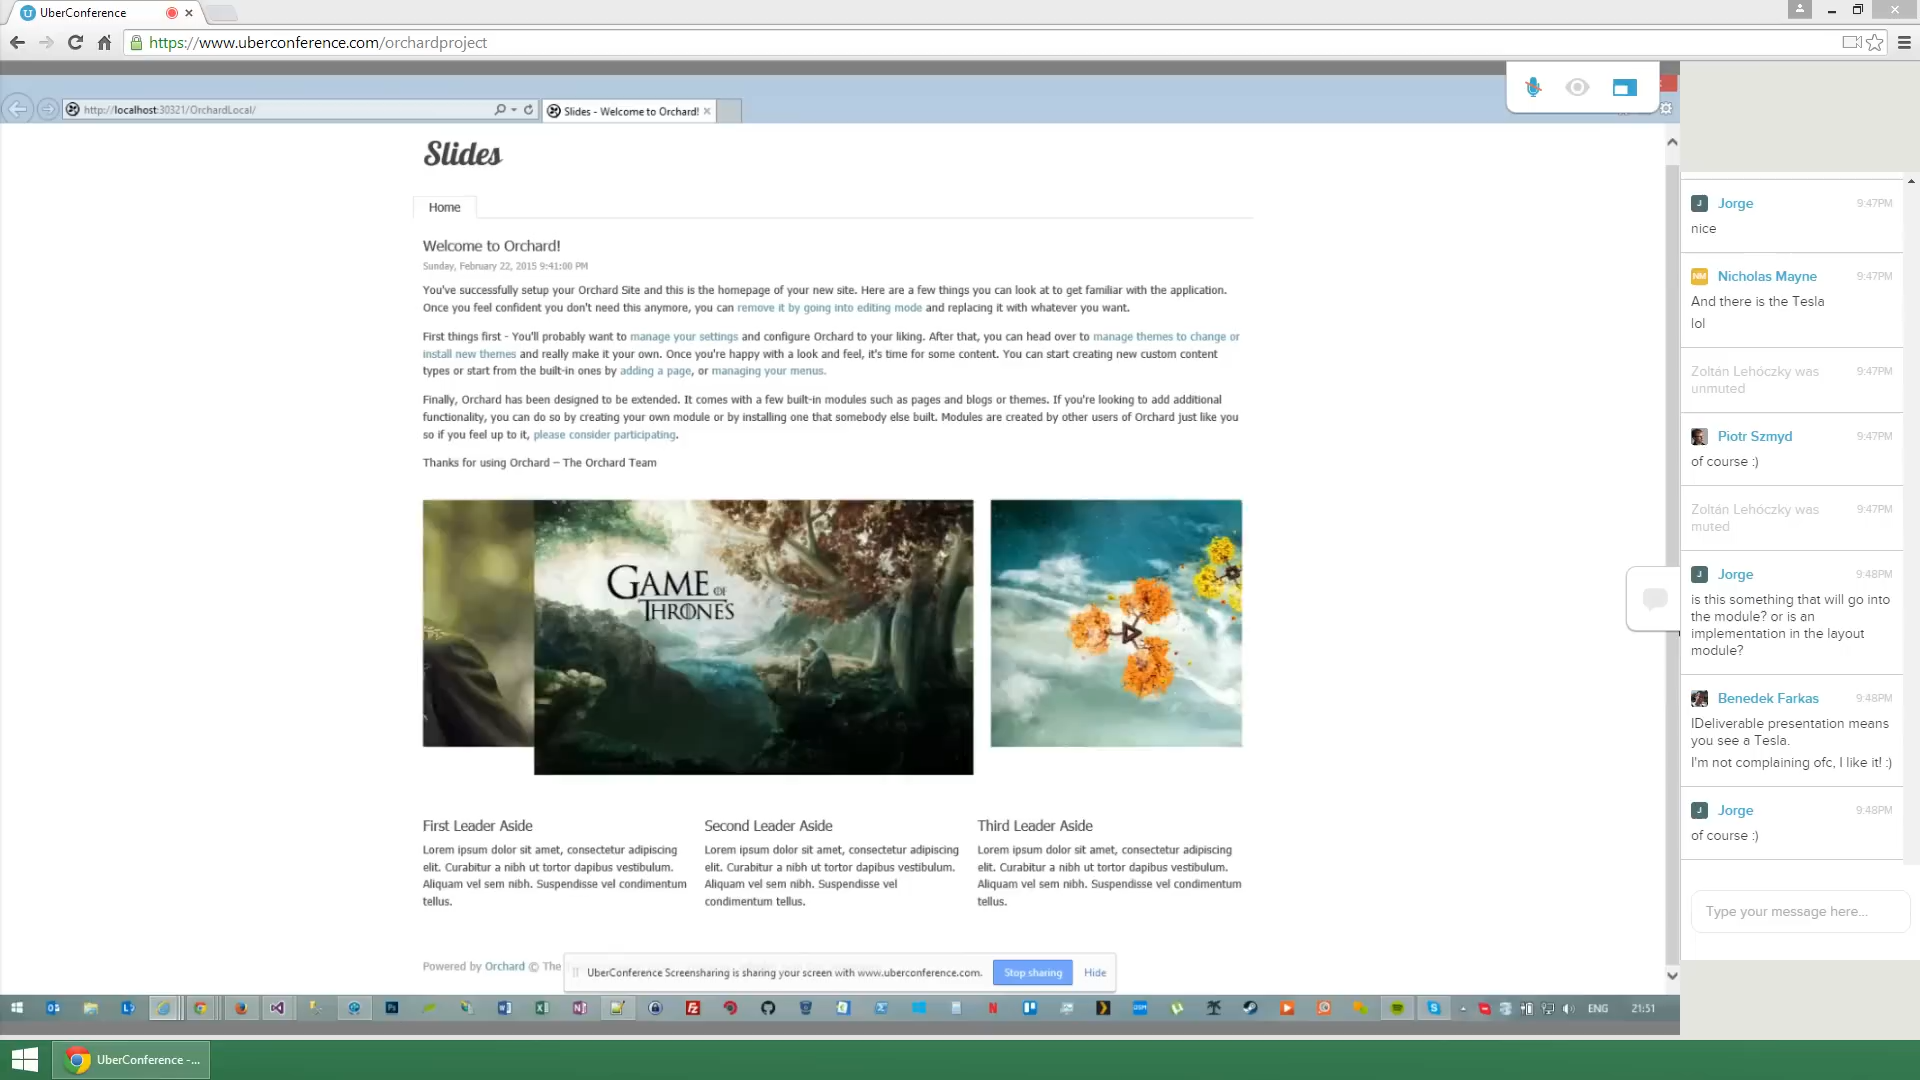 UberConference
https://www.uberconference.com/orchardproject
http://localhost:30321/OrchardLocal/
Slides - Welcome to Orchard!
Slides
Home
Welcome to Orchard!
Sunday, February 22, 2015 9:41:00 PM
You've successfully setup your Orchard Site and this is the homepage of your new site. Here are a few things you can look at to get familiar with the application.
Once you feel confident you don't need this anymore, you can remove it by going into editing mode and replacing it with whatever you want.
First things first - You'll probably want to manage your settings and configure Orchard to your liking. After that, you can head over to manage themes to change or
install new themes and really make it your own. Once you're happy with a look and feel, it's time for some content. You can start creating new custom content
types or start from the built-in ones by adding a page, or managing your menus.
Finally, Orchard has been designed to be extended. It comes with a few built-in modules such as pages and blogs or themes. If you're looking to add additional
functionality, you can do so by creating your own module or by installing one that somebody else built. Modules are created by other users of Orchard just like you
so if you feel up to it, please consider participating.
Thanks for using Orchard – The Orchard Team
GAME OF
THRONES
First Leader Aside
Lorem ipsum dolor sit amet, consectetur adipiscing
elit. Curabitur a nibh ut tortor dapibus vestibulum.
Aliquam vel sem nibh. Suspendisse vel condimentum
tellus.
Second Leader Aside
Lorem ipsum dolor sit amet, consectetur adipiscing
elit. Curabitur a nibh ut tortor dapibus vestibulum.
Aliquam vel sem nibh. Suspendisse vel
condimentum tellus.
Third Leader Aside
Lorem ipsum dolor sit amet, consectetur adipiscing
elit. Curabitur a nibh ut tortor dapibus vestibulum.
Aliquam vel sem nibh. Suspendisse vel condimentum
tellus.
Powered by Orchard © The
UberConference Screensharing is sharing your screen with www.uberconference.com.
Stop sharing
Hide
ENG
21:51
J Jorge 9:47PM
nice
NM Nicholas Mayne 9:47PM
And there is the Tesla
lol
Zoltán Lehóczky was 9:47PM
unmuted
Piotr Szmyd 9:47PM
of course :)
Zoltán Lehóczky was 9:47PM
muted
J Jorge 9:48PM
is this something that will go into
the module? or is an
implementation in the layout
module?
Benedek Farkas 9:48PM
IDeliverable presentation means
you see a Tesla.
I'm not complaining ofc, I like it! :)
J Jorge 9:48PM
of course :)
Type your message here...
UberConference -...